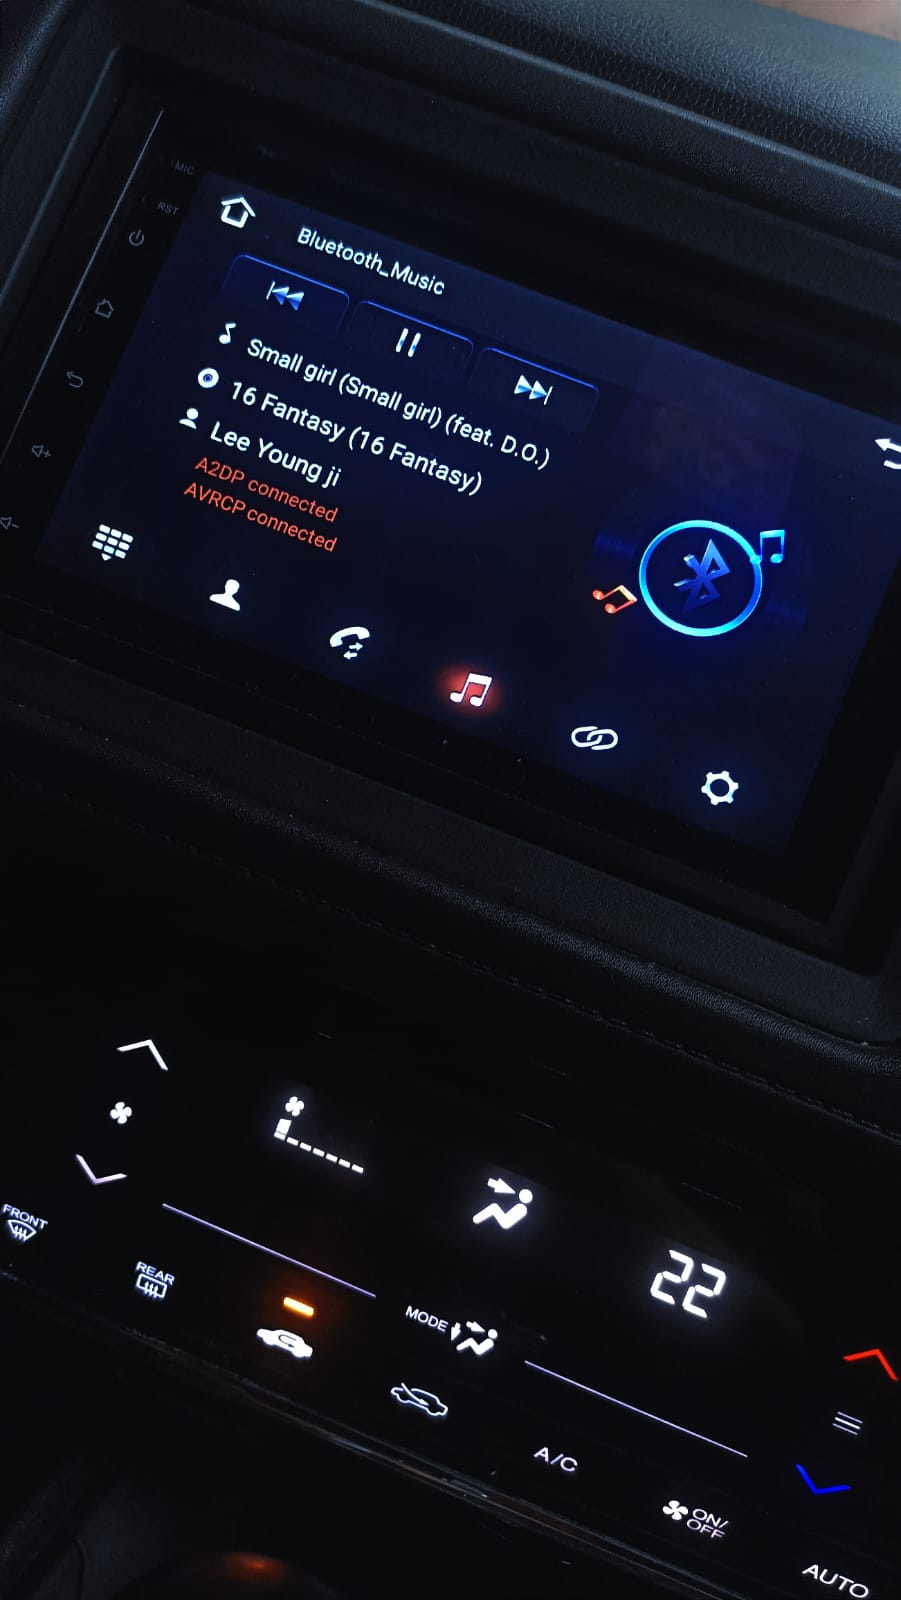 MIC
RST
Bluetooth_Music
Small girl (Small girl) (feat. D.O.)
16 Fantasy (16 Fantasy)
Lee Young ji
A2DP connected
AVRCP connected
22
FRONT
REAR
MODE
A/C
ON/
OFF
AUTO